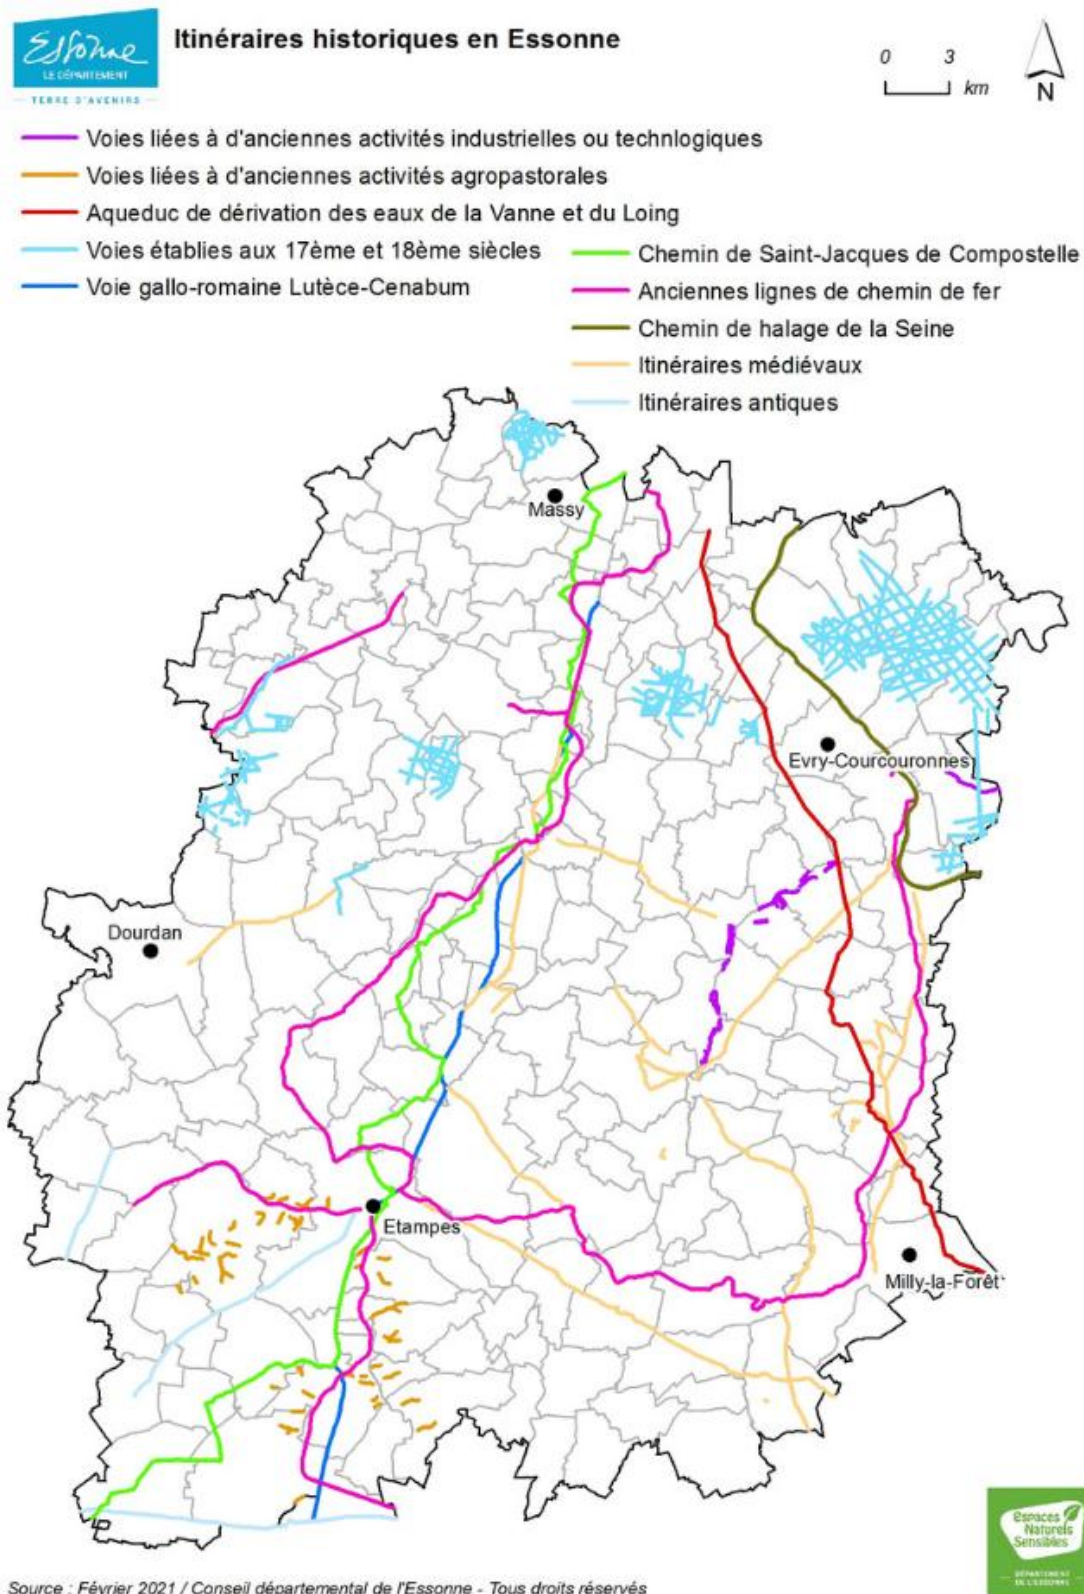 Essonne
LE DÉPARTEMENT
TERRE D'AVENIRS
Itinéraires historiques en Essonne
0 3 km
N
Voies liées à d'anciennes activités industrielles ou technlogiques
Voies liées à d'anciennes activités agropastorales
Aqueduc de dérivation des eaux de la Vanne et du Loing
Voies établies aux 17ème et 18ème siècles
Voie gallo-romaine Lutèce-Cenabum
Chemin de Saint-Jacques de Compostelle
Anciennes lignes de chemin de fer
Chemin de halage de la Seine
Itinéraires médiévaux
Itinéraires antiques
Massy
Evry-Courcouronnes
Dourdan
Etampes
Milly-la-Forêt
Espaces
Naturels
Sensibles
DÉPARTEMENT
DE L'ESSONNE
Source : Février 2021 / Conseil départemental de l'Essonne - Tous droits réservés